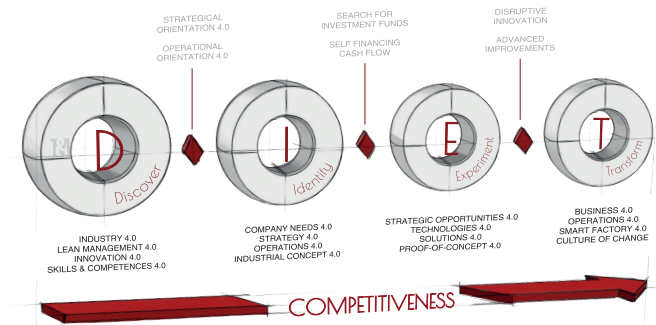 STRATEGICAL
ORIENTATION 4.0
OPERATIONAL
ORIENTATION 4.0
SEARCH FOR
INVESTMENT FUNDS
SELF FINANCING
CASH FLOW
DISRUPTIVE
INNOVATION
ADVANCED
IMPROVEMENTS
D
Discover
I
Identify
E
Experiment
T
Transform
INDUSTRY 4.0
LEAN MANAGEMENT 4.0
INNOVATION 4.0
SKILLS & COMPETENCES 4.0
COMPANY NEEDS 4.0
STRATEGY 4.0
OPERATIONS 4.0
INDUSTRIAL CONCEPT 4.0
STRATEGIC OPPORTUNITIES 4.0
TECHNOLOGIES 4.0
SOLUTIONS 4.0
PROOF-OF-CONCEPT 4.0
BUSINESS 4.0
OPERATIONS 4.0
SMART FACTORY 4.0
CULTURE OF CHANGE
COMPETITIVENESS